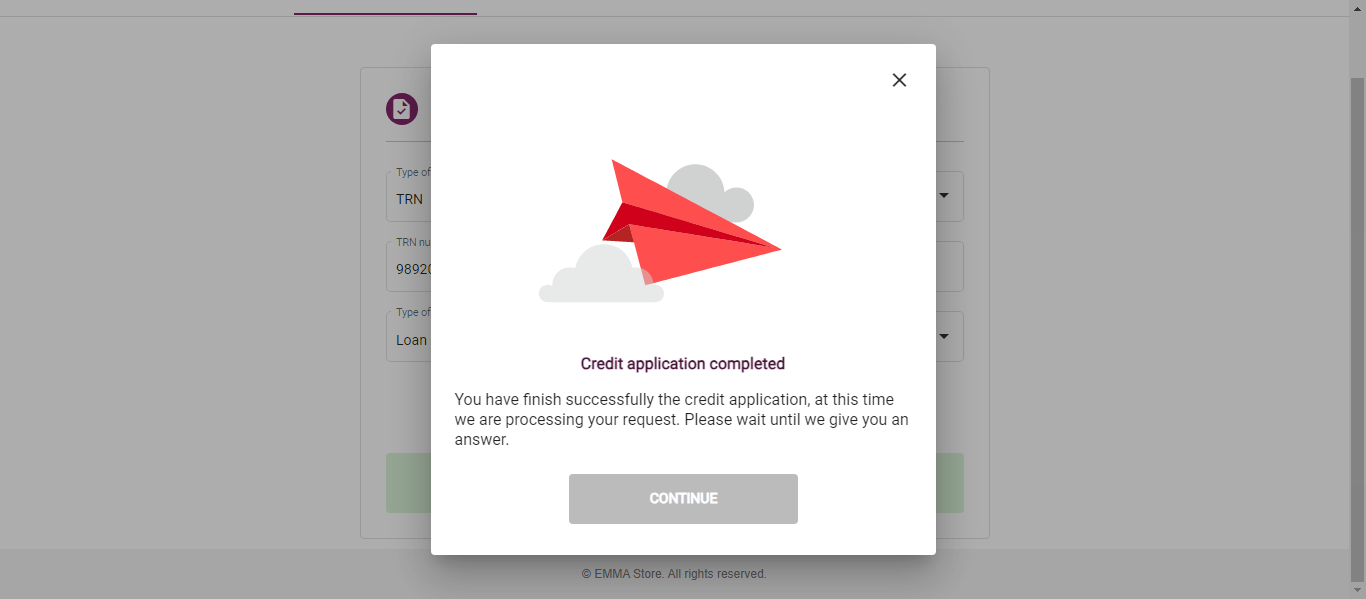 Type of
TRN
TRN nu
98920
Type of
Loan
Credit application completed
You have finish successfully the credit application, at this time
we are processing your request. Please wait until we give you an
answer.
CONTINUE
© EMMA Store. All rights reserved.